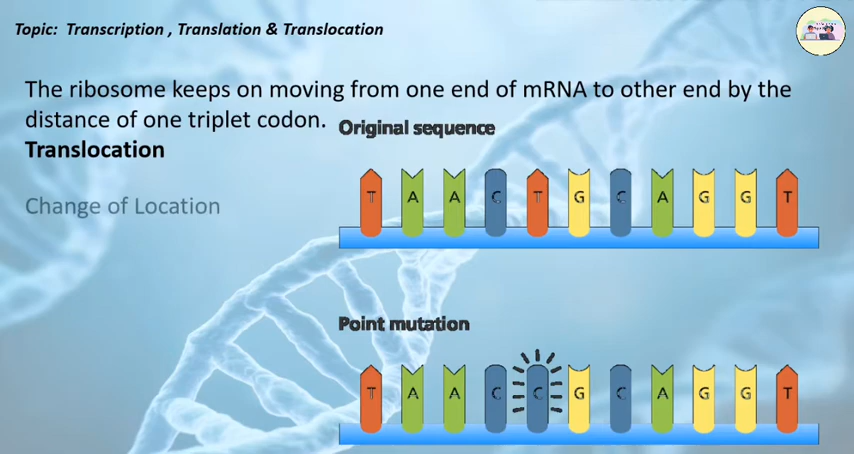 Topic: Transcription , Translation & Translocation
The ribosome keeps on moving from one end of mRNA to other end by the
distance of one triplet codon.
Translocation
Change of Location
Original sequence
T A A C T G C A G G T
Point mutation
T A A C C G C A G G T